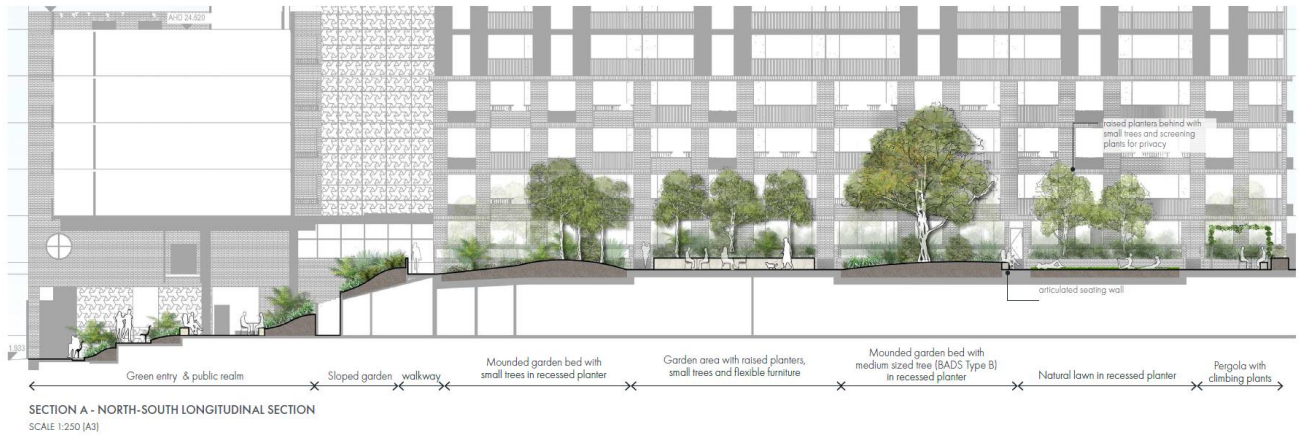 AHD 24.620
raised planters behind with
small trees and screening
plants for privacy
articulated seating wall
1.933
Green entry & public realm
Sloped garden
walkway
Mounded garden bed with
small trees in recessed planter
Garden area with raised planters,
small trees and flexible furniture
Mounded garden bed with
medium sized tree (BADS Type B)
in recessed planter
Natural lawn in recessed planter
Pergola with
climbing plants
SECTION A - NORTH-SOUTH LONGITUDINAL SECTION
SCALE 1:250 (A3)